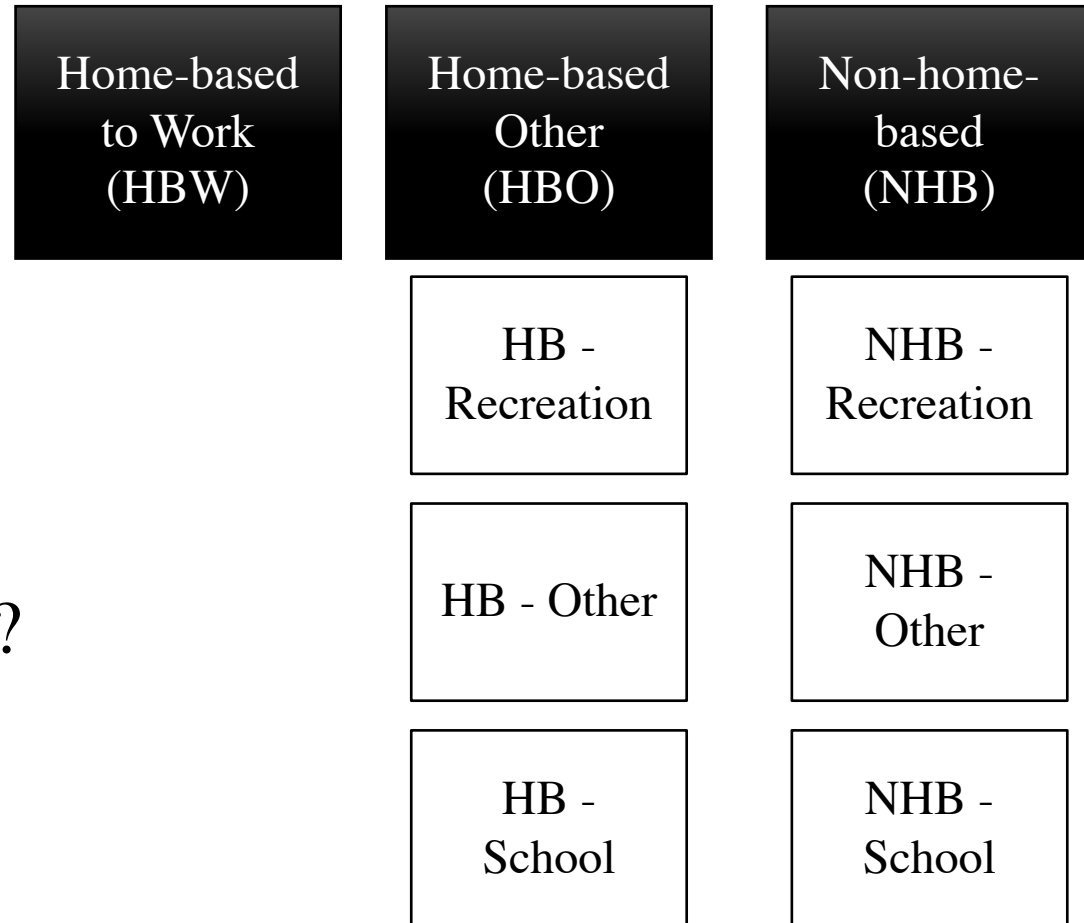 Home-based
to Work
(HBW)
Home-based
Other
(HBO)
Non-home-
based
(NHB)
HB -
Recreation
NHB -
Recreation
HB - Other
NHB -
Other
?
HB -
School
NHB -
School